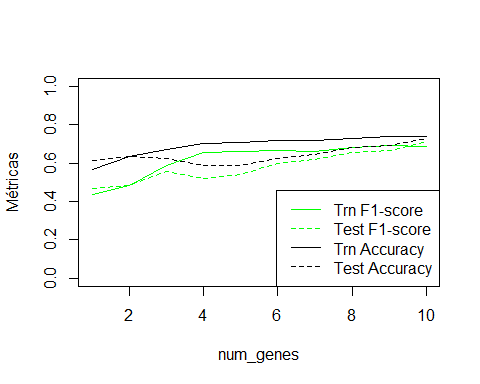 Métricas
1.0
0.8
0.6
0.4
0.2
0.0
Trn F1-score
Test F1-score
Trn Accuracy
Test Accuracy
2 4 6 8 10
num_genes